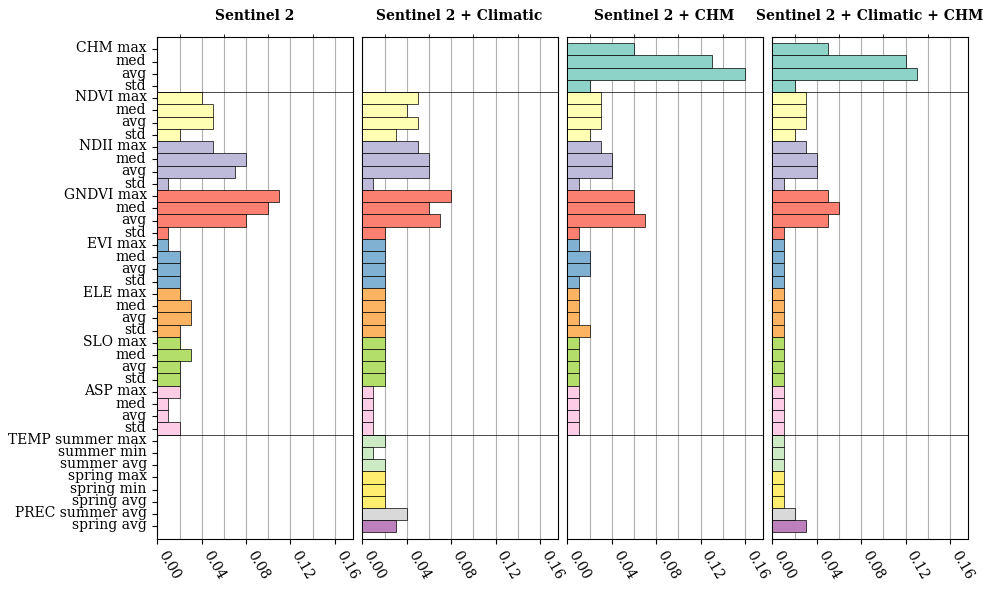 Sentinel 2 Sentinel 2 + Climatic Sentinel 2 + CHM Sentinel 2 + Climatic + CHM
CHM max
med
avg
std
NDVI max
med
avg
std
NDII max
med
avg
std
GNDVI max
med
avg
std
EVI max
med
avg
std
ELE max
med
avg
std
SLO max
med
avg
std
ASP max
med
avg
std
TEMP summer max
summer min
summer avg
spring max
spring min
spring avg
PREC summer avg
spring avg
0.00 0.04 0.08 0.12 0.16 0.00 0.04 0.08 0.12 0.16 0.00 0.04 0.08 0.12 0.16 0.00 0.04 0.08 0.12 0.16